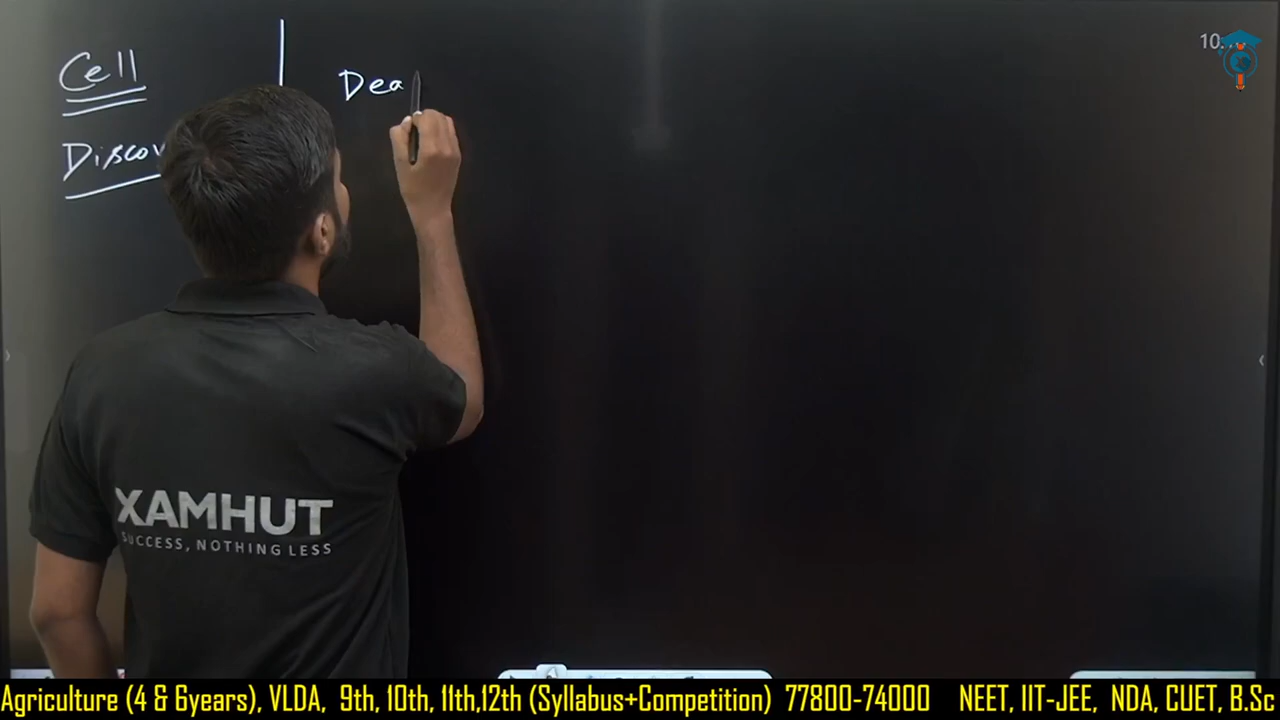 Cell
Discov
Dea
10:
XAMHUT
SUCCESS, NOTHING LESS
Agriculture (4 & 6years), VLDA, 9th, 10th, 11th,12th (Syllabus+Competition) 77800-74000 NEET, IIT-JEE, NDA, CUET, B.Sc